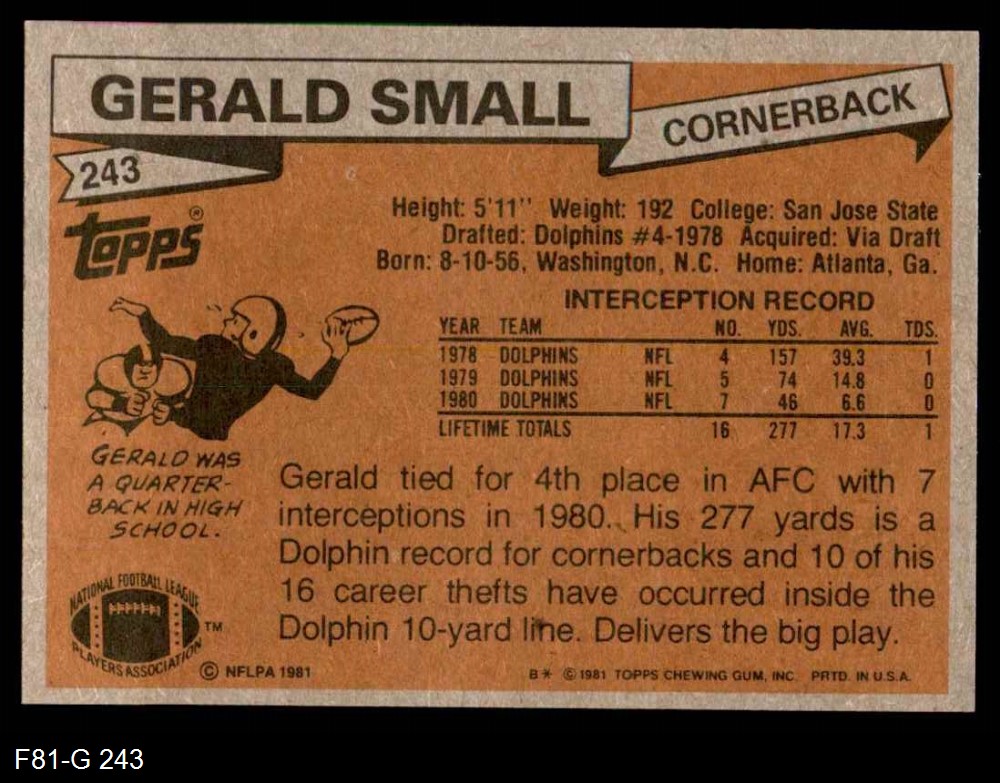 GERALD SMALL
CORNERBACK
243
Topps®
Height: 5'11" Weight: 192 College: San Jose State
Drafted: Dolphins #4-1978 Acquired: Via Draft
Born: 8-10-56, Washington, N.C. Home: Atlanta, Ga.
INTERCEPTION RECORD
YEAR TEAM NO. YDS. AVG. TDS.
1978 DOLPHINS NFL 4 157 39.3 1
1979 DOLPHINS NFL 5 74 14.8 0
1980 DOLPHINS NFL 7 46 6.6 0
LIFETIME TOTALS 16 277 17.3 1
GERALD WAS
A QUARTER-
BACK IN HIGH
SCHOOL.
Gerald tied for 4th place in AFC with 7
interceptions in 1980. His 277 yards is a
Dolphin record for cornerbacks and 10 of his
16 career thefts have occurred inside the
Dolphin 10-yard line. Delivers the big play.
NATIONAL FOOTBALL LEAGUE
PLAYERS ASSOCIATION
TM
© NFLPA 1981
B* © 1981 TOPPS CHEWING GUM, INC. PRTD. IN U.S.A.
F81-G 243